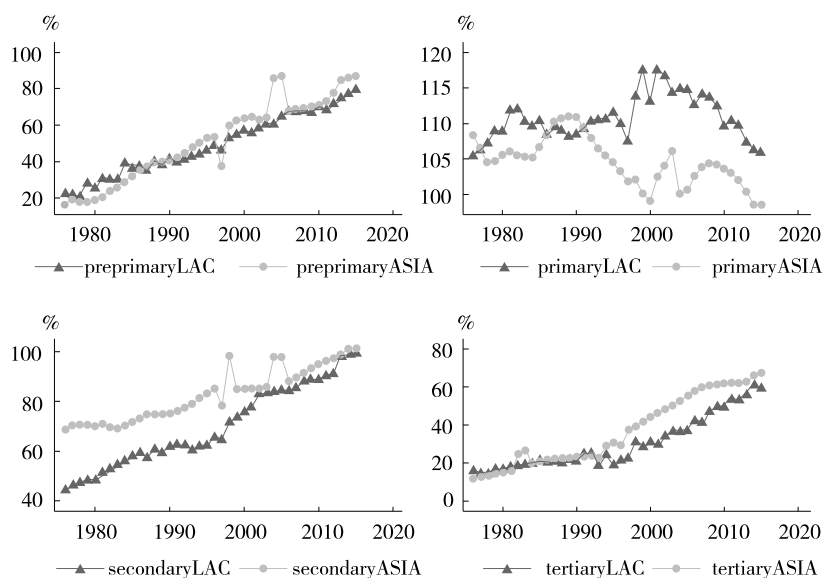 %
100
80
60
40
20
1980 1990 2000 2010 2020
preprimaryLAC preprimaryASIA
%
120
115
110
105
100
1980 1990 2000 2010 2020
primaryLAC primaryASIA
%
100
80
60
40
1980 1990 2000 2010 2020
secondaryLAC secondaryASIA
%
80
60
40
20
0
1980 1990 2000 2010 2020
tertiaryLAC tertiaryASIA